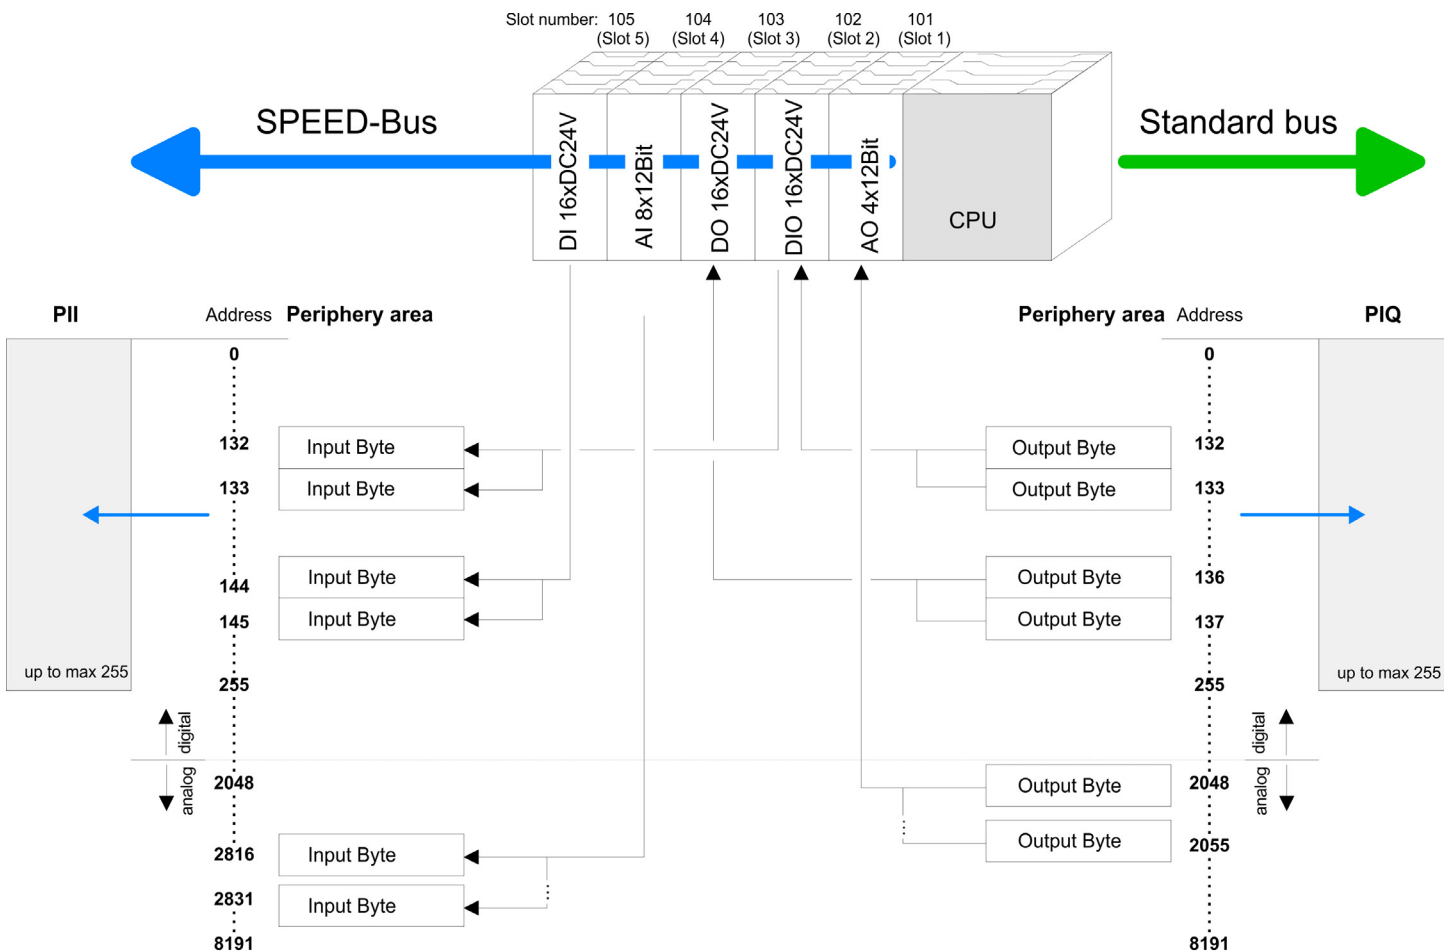 Slot number: 105 104 103 102 101
(Slot 5) (Slot 4) (Slot 3) (Slot 2) (Slot 1)
SPEED-Bus
DI 16xDC24V
AI 8x12Bit
DO 16xDC24V
DIO 16xDC24V
AO 4x12Bit
CPU
Standard bus
PII
Address Periphery area
0
132 Input Byte
133 Input Byte
144 Input Byte
145 Input Byte
up to max 255
255
digital
analog
2048
2816 Input Byte
2831 Input Byte
8191
Periphery area Address
PIQ
0
Output Byte 132
Output Byte 133
Output Byte 136
Output Byte 137
up to max 255
255
digital
analog
Output Byte 2048
Output Byte 2055
8191